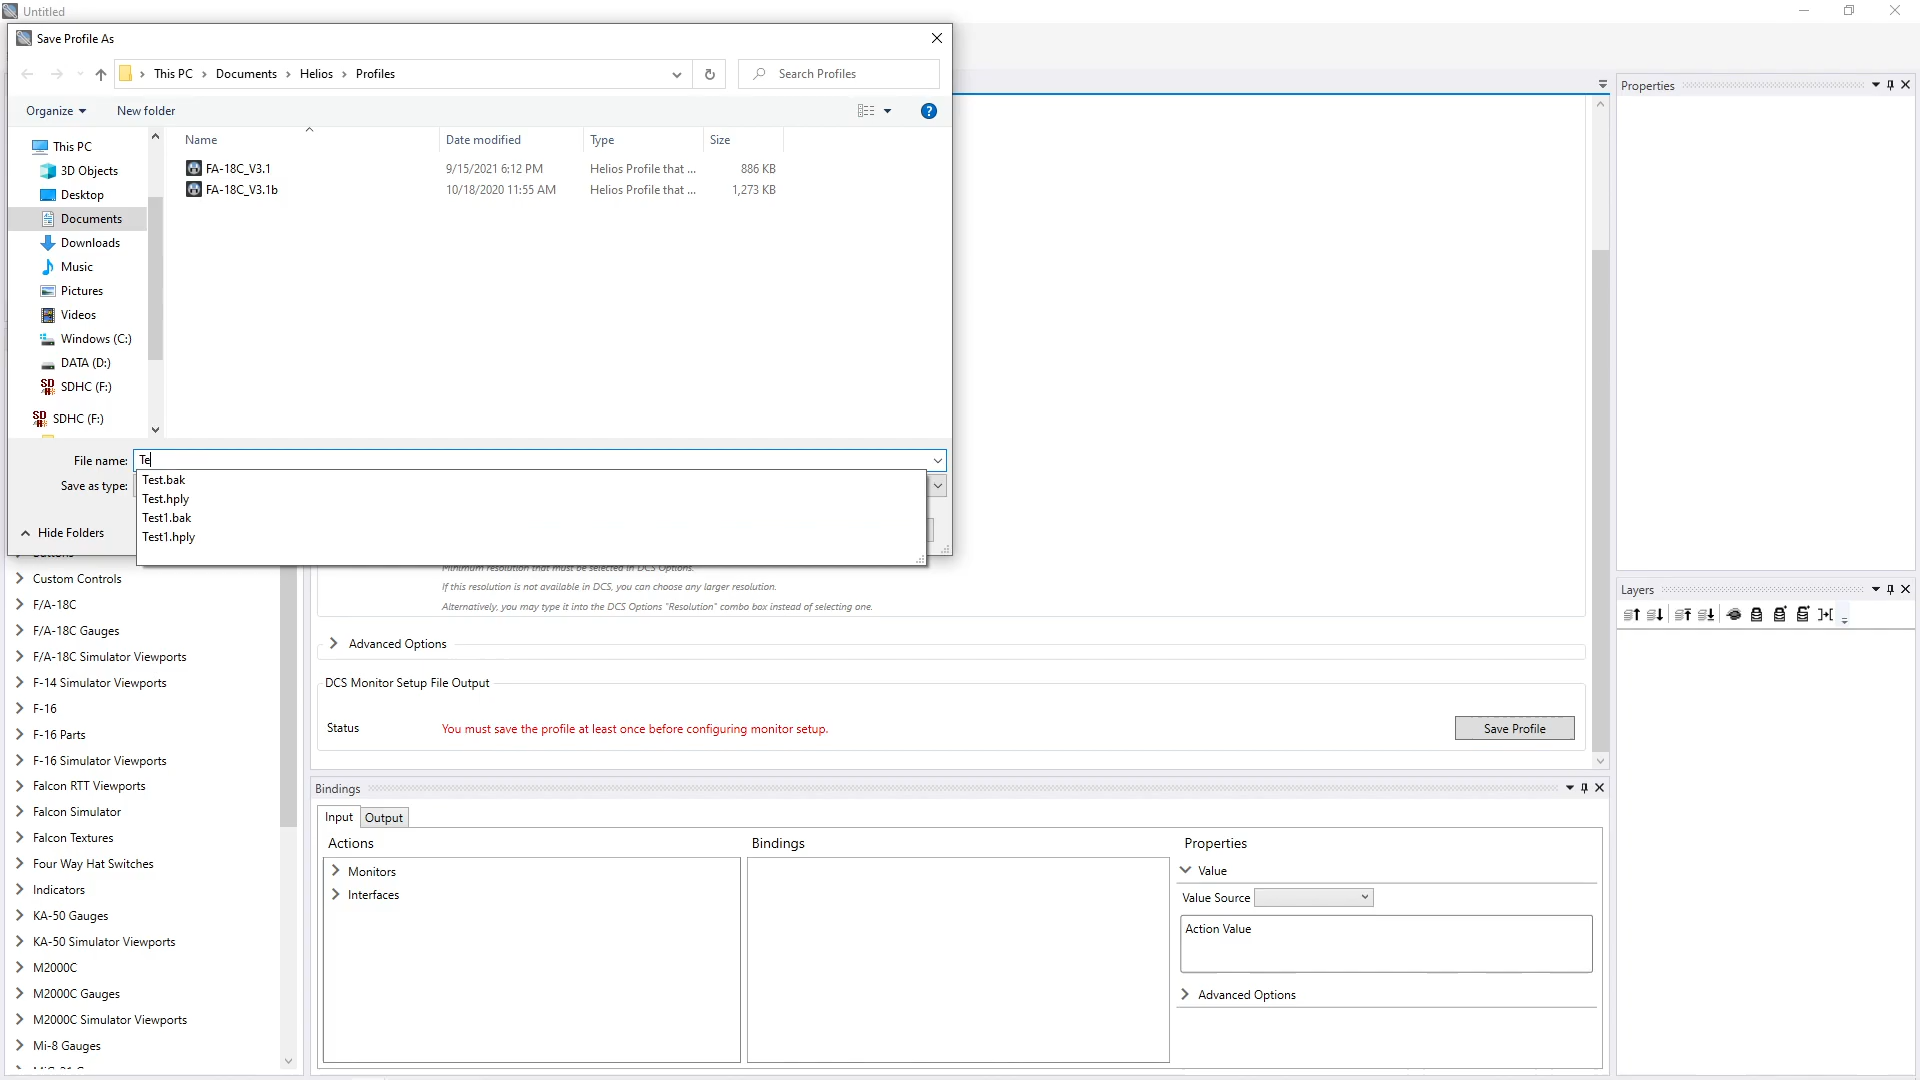 Untitled
Save Profile As
This PC > Documents > Helios > Profiles
Search Profiles
Organize
New folder
This PC
3D Objects
Desktop
Documents
Downloads
Music
Pictures
Videos
Windows (C:)
DATA (D:)
SDHC (F:)
SDHC (F:)
Name Date modified Type Size
FA-18C_V3.1 9/15/2021 6:12 PM Helios Profile that ... 886 KB
FA-18C_V3.1b 10/18/2020 11:55 AM Helios Profile that ... 1,273 KB
File name: Te
Save as type:
Test.bak
Test.hply
Test1.bak
Test1.hply
Hide Folders
Custom Controls
F/A-18C
F/A-18C Gauges
F/A-18C Simulator Viewports
F-14 Simulator Viewports
F-16
F-16 Parts
F-16 Simulator Viewports
Falcon RTT Viewports
Falcon Simulator
Falcon Textures
Four Way Hat Switches
Indicators
KA-50 Gauges
KA-50 Simulator Viewports
M2000C
M2000C Gauges
M2000C Simulator Viewports
Mi-8 Gauges
Minimum resolution that must be selected in DCS Options.
If this resolution is not available in DCS, you can choose any larger resolution.
Alternatively, you may type it into the DCS Options "Resolution" combo box instead of selecting one.
Advanced Options
DCS Monitor Setup File Output
Status You must save the profile at least once before configuring monitor setup. Save Profile
Bindings
Input Output
Actions
Monitors
Interfaces
Bindings
Properties
Value
Value Source
Action Value
Advanced Options
Properties
Layers